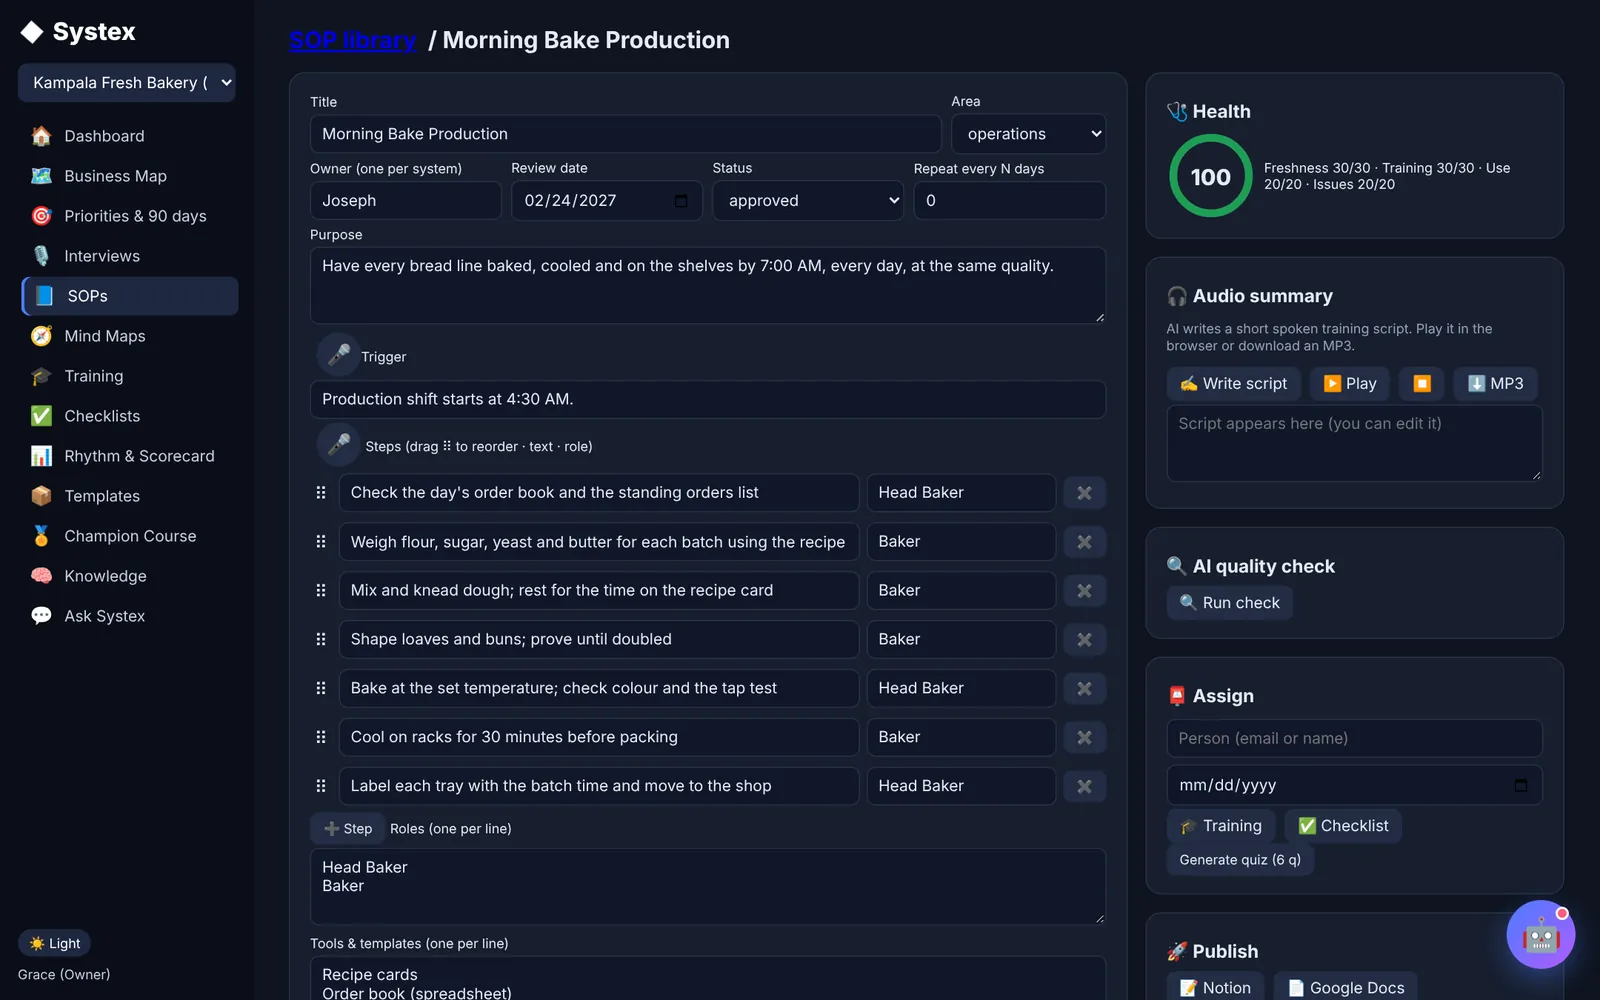 Systex
Kampala Fresh Bakery (
Dashboard
Business Map
Priorities & 90 days
Interviews
SOPs
Mind Maps
Training
Checklists
Rhythm & Scorecard
Templates
Champion Course
Knowledge
Ask Systex
Light
Grace (Owner)
SOP library / Morning Bake Production
Title
Area
Morning Bake Production
operations
Owner (one per system)
Review date
Status
Repeat every N days
Joseph
02/24/2027
approved
0
Purpose
Have every bread line baked, cooled and on the shelves by 7:00 AM, every day, at the same quality.
Trigger
Production shift starts at 4:30 AM.
Steps (drag ⠿ to reorder · text · role)
Check the day's order book and the standing orders list
Head Baker
Weigh flour, sugar, yeast and butter for each batch using the recipe
Baker
Mix and knead dough; rest for the time on the recipe card
Baker
Shape loaves and buns; prove until doubled
Baker
Bake at the set temperature; check colour and the tap test
Head Baker
Cool on racks for 30 minutes before packing
Baker
Label each tray with the batch time and move to the shop
Head Baker
Step
Roles (one per line)
Head Baker
Baker
Tools & templates (one per line)
Recipe cards
Order book (spreadsheet)
Health
100
Freshness 30/30 · Training 30/30 · Use
20/20 · Issues 20/20
Audio summary
AI writes a short spoken training script. Play it in the
browser or download an MP3.
Write script
Play
MP3
Script appears here (you can edit it)
AI quality check
Run check
Assign
Person (email or name)
mm/dd/yyyy
Training
Checklist
Generate quiz (6 q)
Publish
Notion
Google Docs